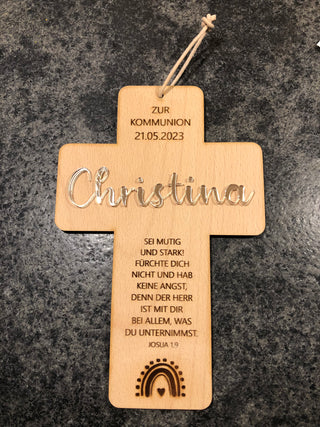 ZUR
KOMMUNION
21.05.2023
Christina
SEI MUTIG
UND STARK!
FÜRCHTE DICH
NICHT UND HAB
KEINE ANGST,
DENN DER HERR
IST MIT DIR
BEI ALLEM, WAS
DU UNTERNIMMST.
JOSUA 1,9